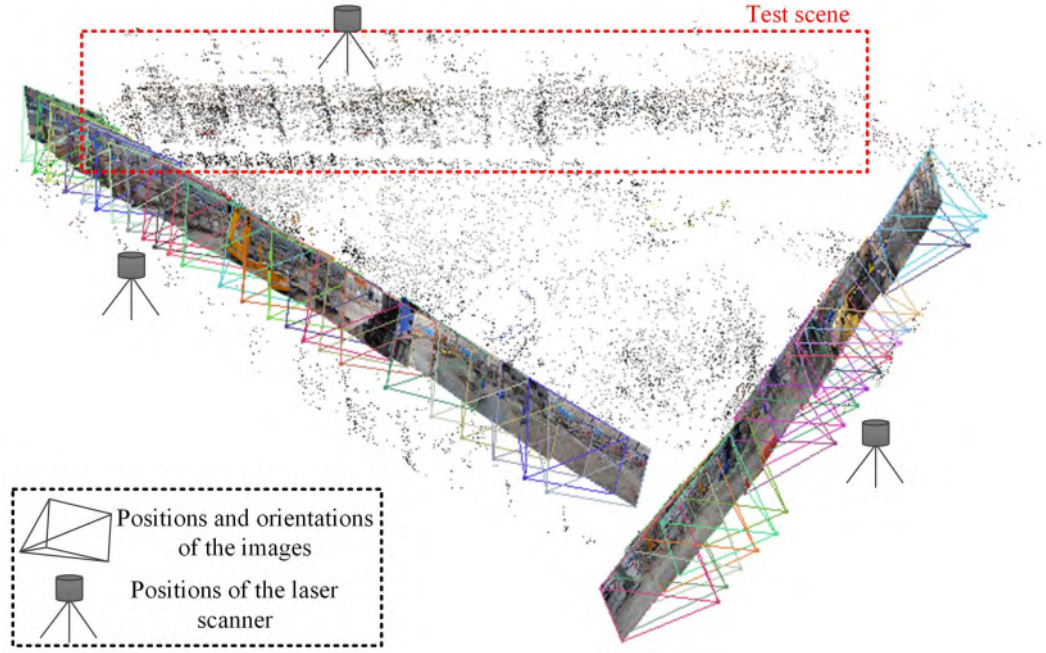 Test scene
Positions and orientations
of the images
Positions of the laser
scanner